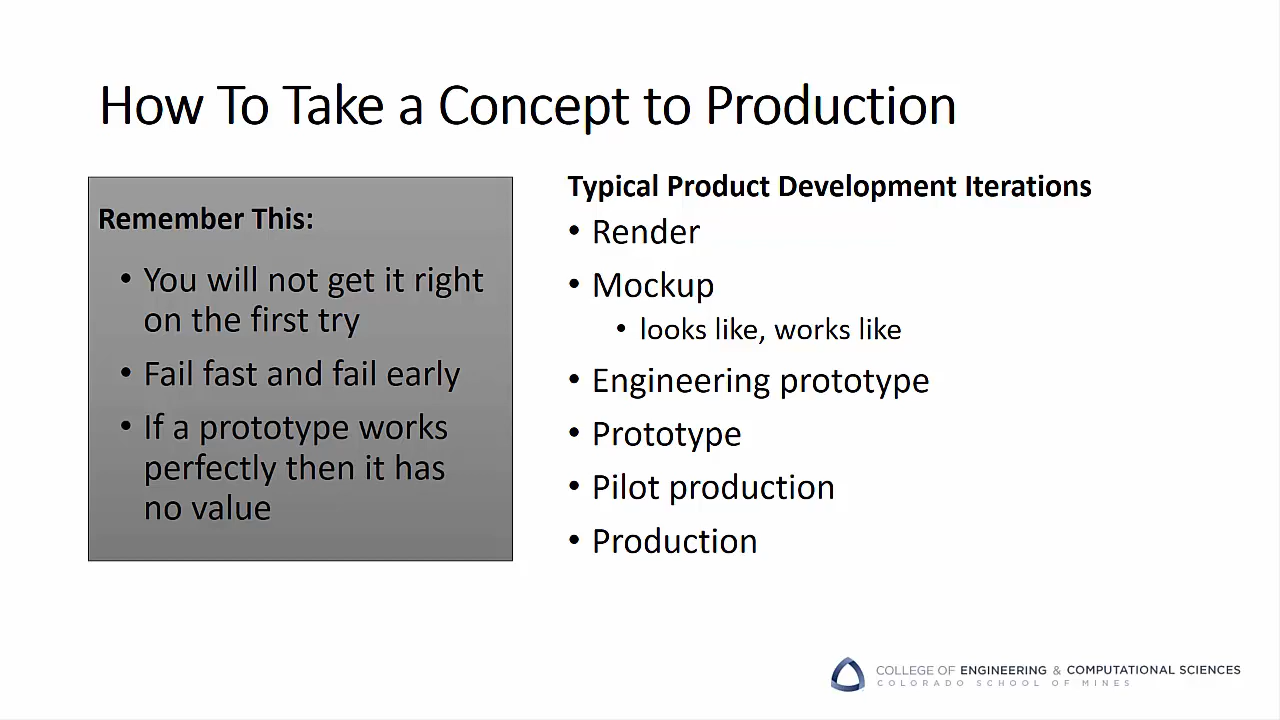 How To Take a Concept to Production
Remember This:
• You will not get it right
on the first try
• Fail fast and fail early
• If a prototype works
perfectly then it has
no value
Typical Product Development Iterations
• Render
• Mockup
• looks like, works like
• Engineering prototype
• Prototype
• Pilot production
• Production
COLLEGE OF ENGINEERING & COMPUTATIONAL SCIENCES
COLORADO SCHOOL OF MINES